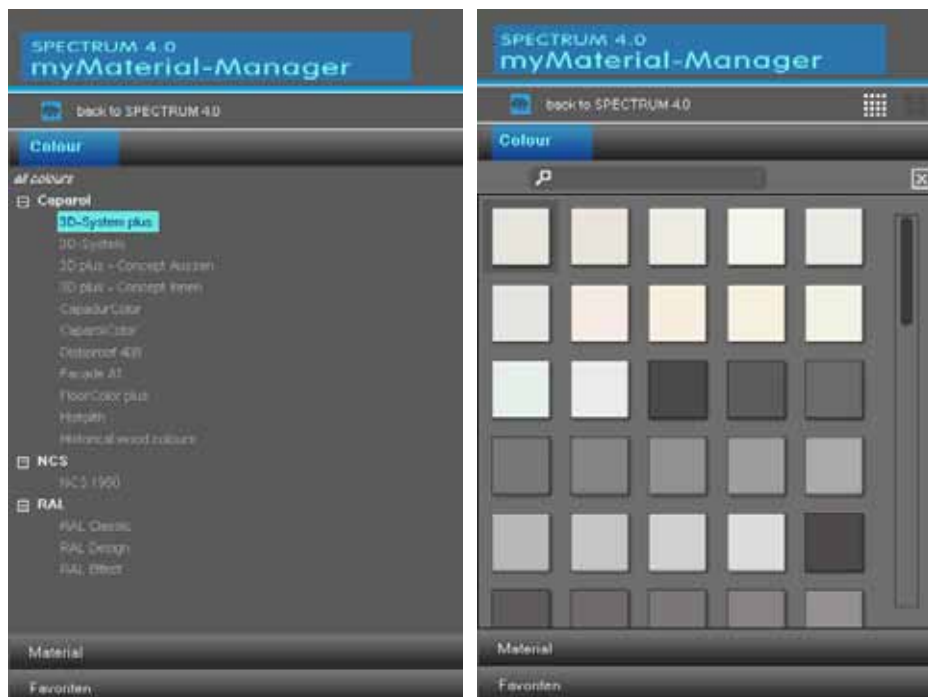 SPECTRUM 4.0
myMaterial-Manager
back to SPECTRUM 4.0
Colour
all colours
Caparol
3D-System plus
3D-System
3D plus - Concept Aussen
3D plus - Concept Innen
CapadurColor
CaparolColor
Disboroof 408
Facade A1
FloorColor plus
Histolith
Historical wood colours
NCS
NCS 1950
RAL
RAL Classic
RAL Design
RAL Effect
Material
Favoriten
SPECTRUM 4.0
myMaterial-Manager
back to SPECTRUM 4.0
Colour
Material
Favoriten